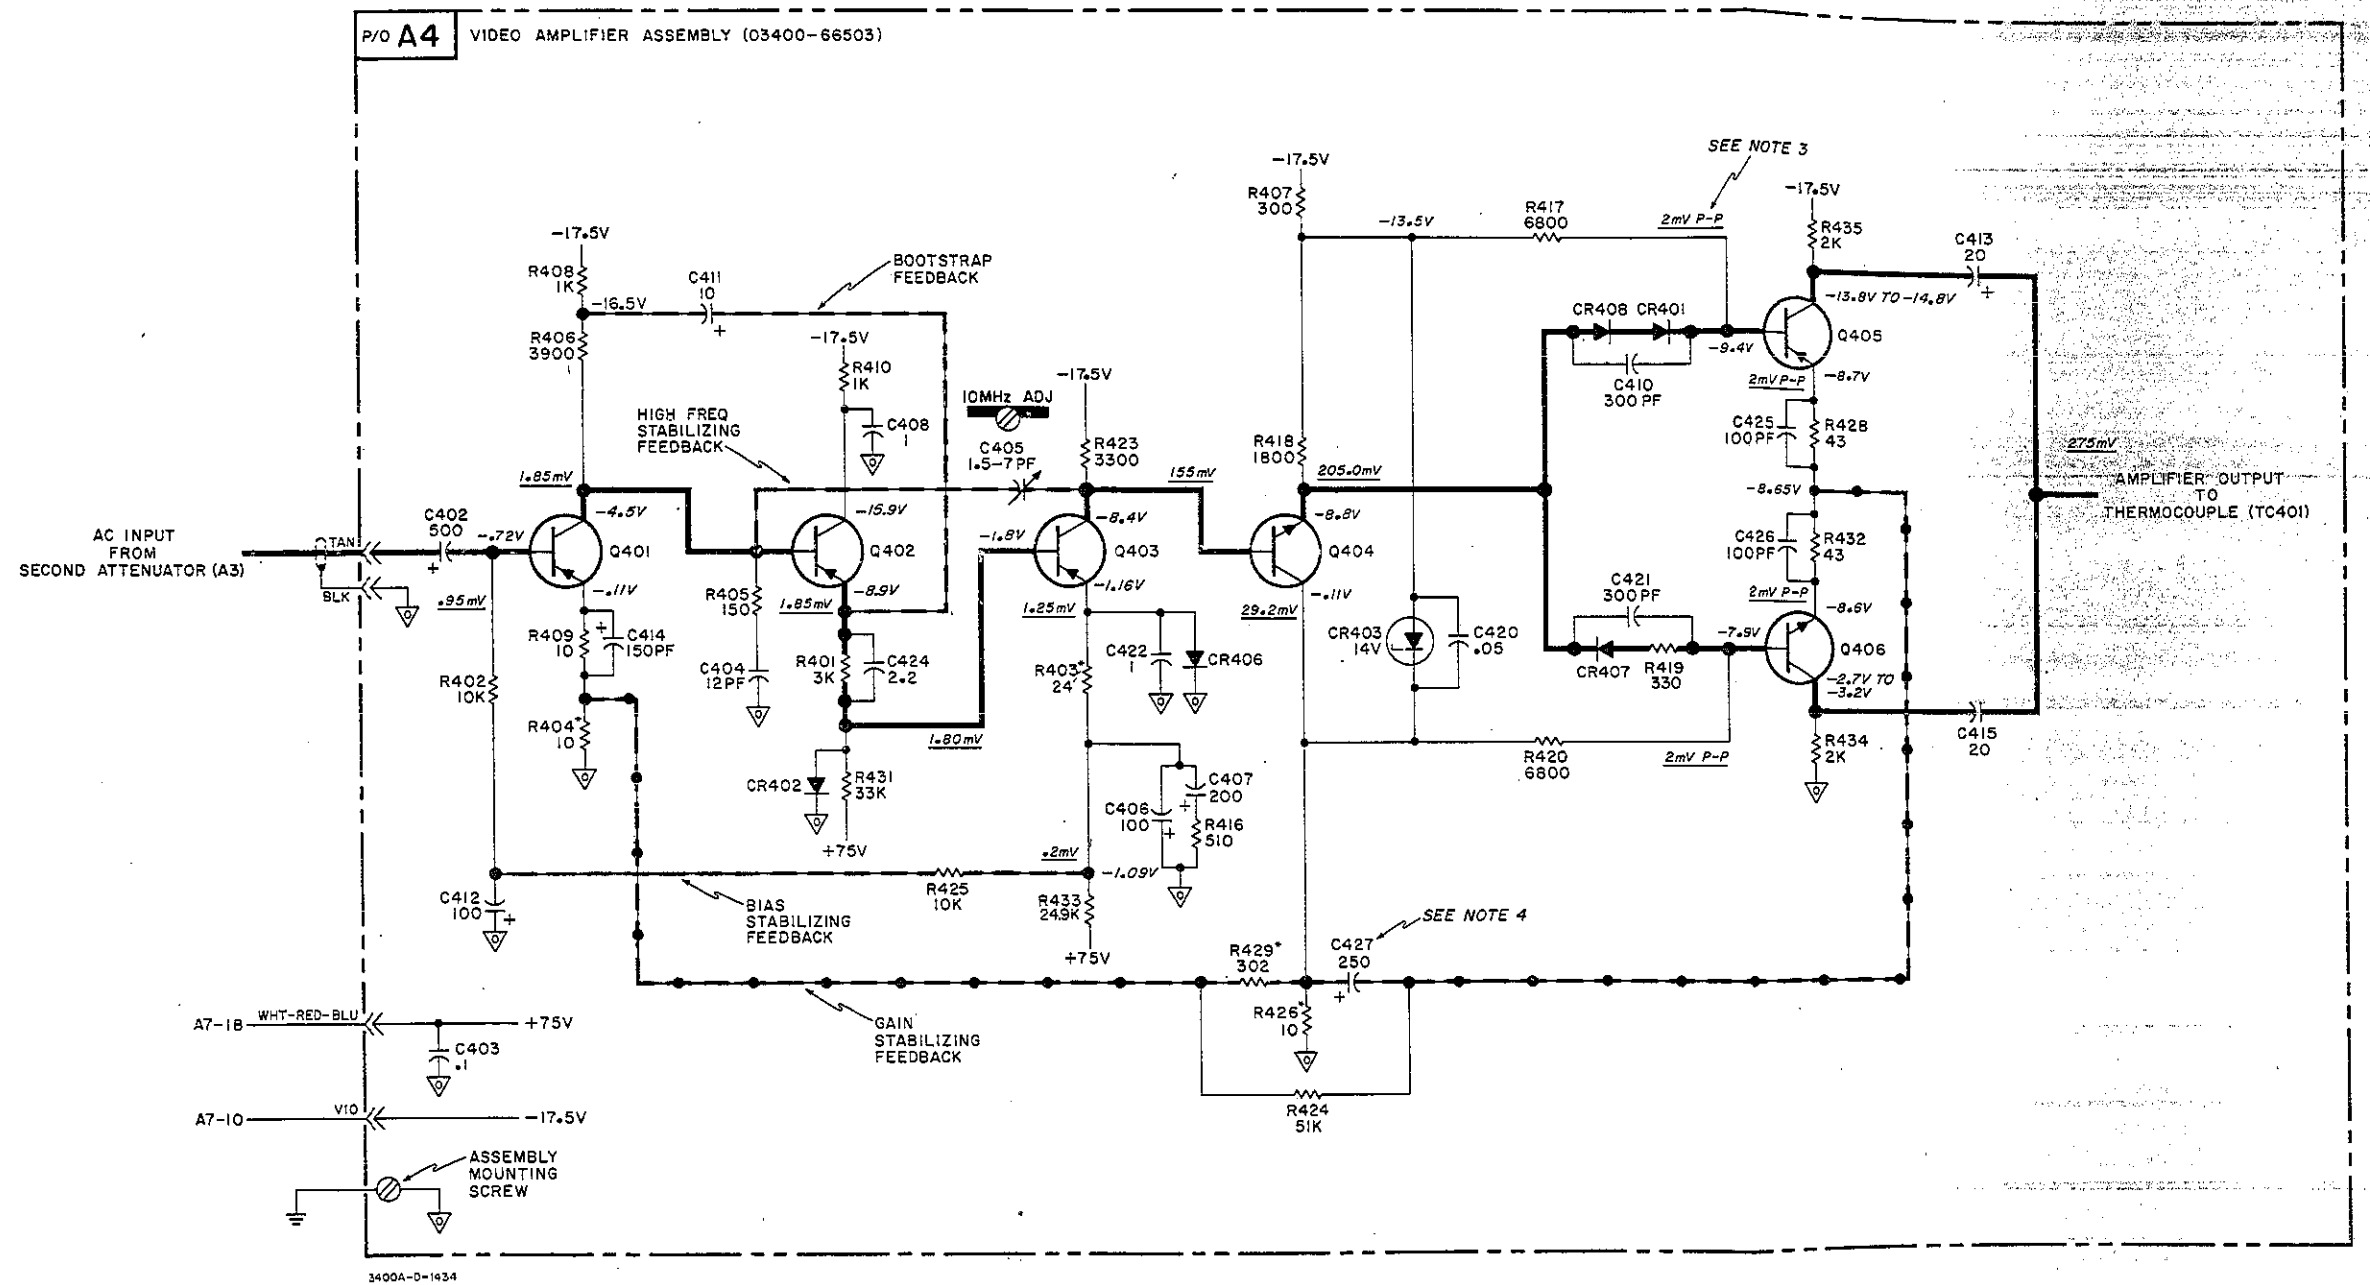 P/O A4 VIDEO AMPLIFIER ASSEMBLY (03400-66503)
SEE NOTE 3
-17.5V
R407
300
-13.5V
R417
6800
2mV P-P
-17.5V
R435
2K
C413
20
+
-13.8V TO -14.8V
-17.5V
R408
1K
-16.5V
C411
10
+
BOOTSTRAP
FEEDBACK
R406
3900
-17.5V
R410
1K
C408
1
HIGH FREQ
STABILIZING
FEEDBACK
10MHz ADJ
C405
1.5-7PF
-17.5V
R423
3300
R418
1800
CR408 CR401
-9.4V
Q405
C410
300PF
2mV P-P
-8.7V
C425
100PF
R428
43
275mV
1.85mV
155mV
205.0mV
-8.65V
AMPLIFIER OUTPUT
TO
THERMOCOUPLE (TC401)
AC INPUT
FROM
SECOND ATTENUATOR (A3)
TAN
BLK
C402
500
+
-.72V
-4.5V
Q401
-.11V
.95mV
-15.9V
Q402
-8.9V
1.85mV
-1.8V
-8.4V
Q403
-1.16V
1.25mV
-8.8V
Q404
-.11V
29.2mV
C426
100PF
R432
43
C421
300PF
2mV P-P
-8.6V
R409
10
+
C414
150PF
R405
150
C404
12PF
R401
3K
C424
2.2
R403*
24
C422
1
CR406
CR403
14V
C420
.05
CR407
R419
330
-7.9V
Q406
-2.7V TO
-3.2V
R402
10K
R404*
10
1.80mV
CR402
R431
33K
+75V
C406
100
+
C407
200
+
R416
510
R420
6800
2mV P-P
R434
2K
C415
20
.2mV
-1.09V
R425
10K
C412
100
+
BIAS
STABILIZING
FEEDBACK
R433
24.9K
+75V
SEE NOTE 4
R429*
302
C427
250
+
R426*
10
A7-18 WHT-RED-BLU
+75V
C403
.1
GAIN
STABILIZING
FEEDBACK
R424
51K
A7-10
VIO
-17.5V
ASSEMBLY
MOUNTING
SCREW
3400A-D-1434